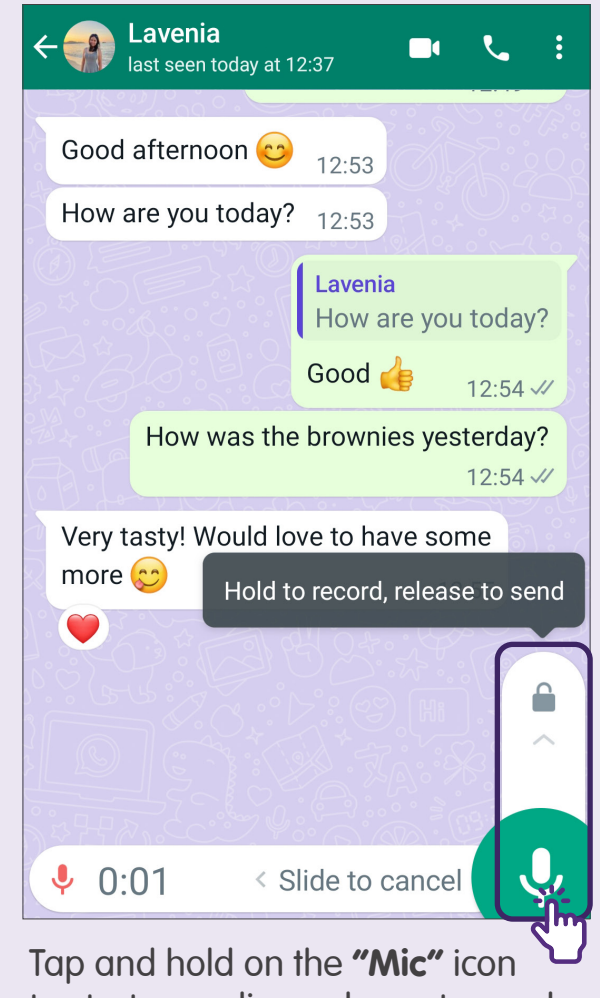 Lavenia
last seen today at 12:37
Good afternoon 😊 12:53
How are you today? 12:53
Lavenia
How are you today?
Good 👍 12:54
How was the brownies yesterday?
12:54
Very tasty! Would love to have some
more 😋
Hold to record, release to send
❤️
Hi
0:01 < Slide to cancel
Tap and hold on the “Mic” icon